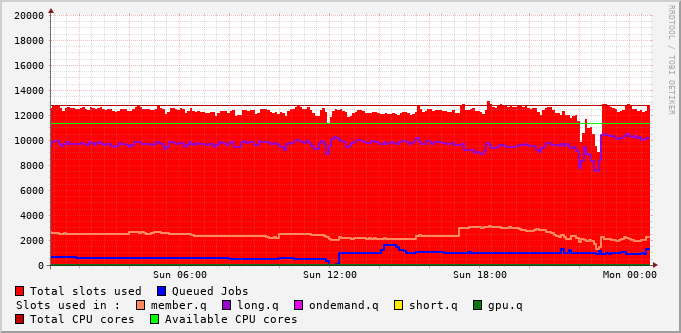 RRDTOOL / TOBI OETIKER
20000
18000
16000
14000
12000
10000
8000
6000
4000
2000
0
Sun 06:00 Sun 12:00 Sun 18:00 Mon 00:00
Total slots used Queued Jobs
Slots used in : member.q long.q ondemand.q short.q gpu.q
Total CPU cores Available CPU cores